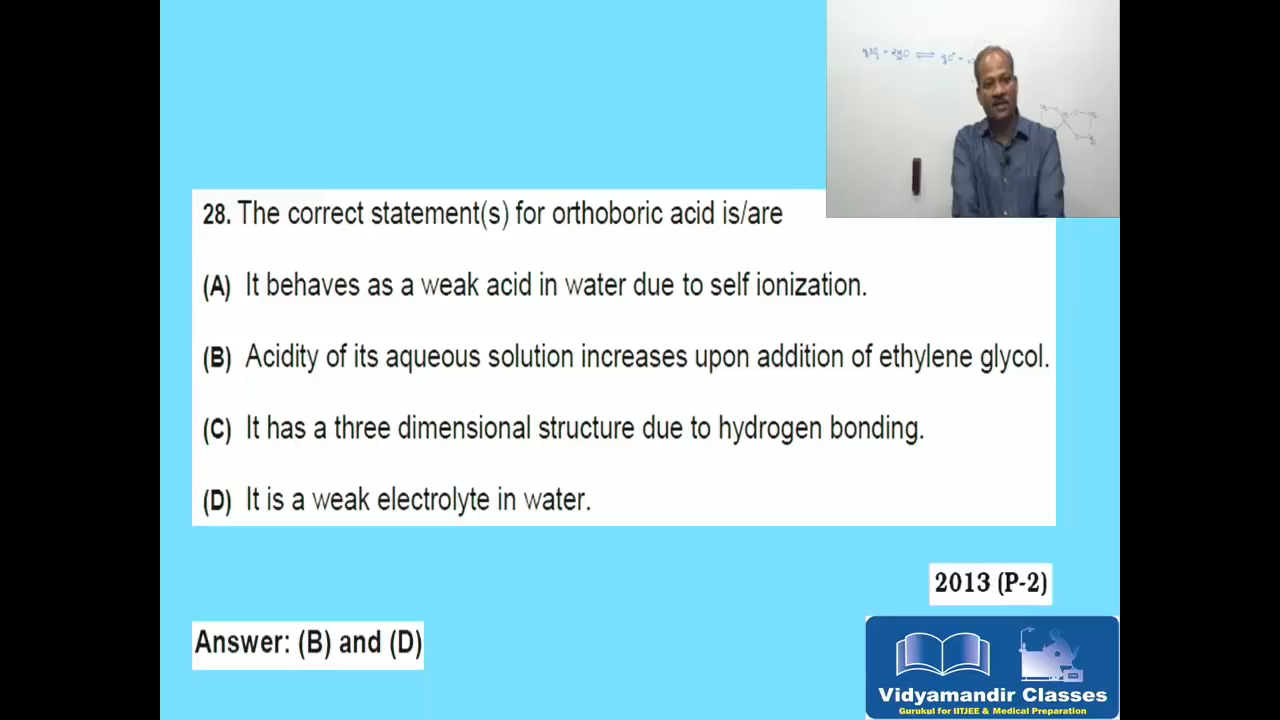 28. The correct statement(s) for orthoboric acid is/are
(A) It behaves as a weak acid in water due to self ionization.
(B) Acidity of its aqueous solution increases upon addition of ethylene glycol.
(C) It has a three dimensional structure due to hydrogen bonding.
(D) It is a weak electrolyte in water.
2013 (P-2)
Answer: (B) and (D)
Vidyamandir Classes
Gurukul for IITJEE & Medical Preparation